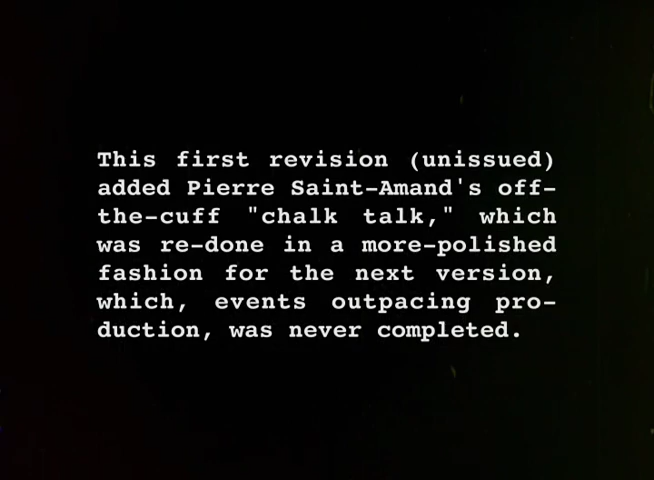 This first revision (unissued)
added Pierre Saint-Amand's off-
the-cuff "chalk talk," which
was re-done in a more-polished
fashion for the next version,
which, events outpacing pro-
duction, was never completed.